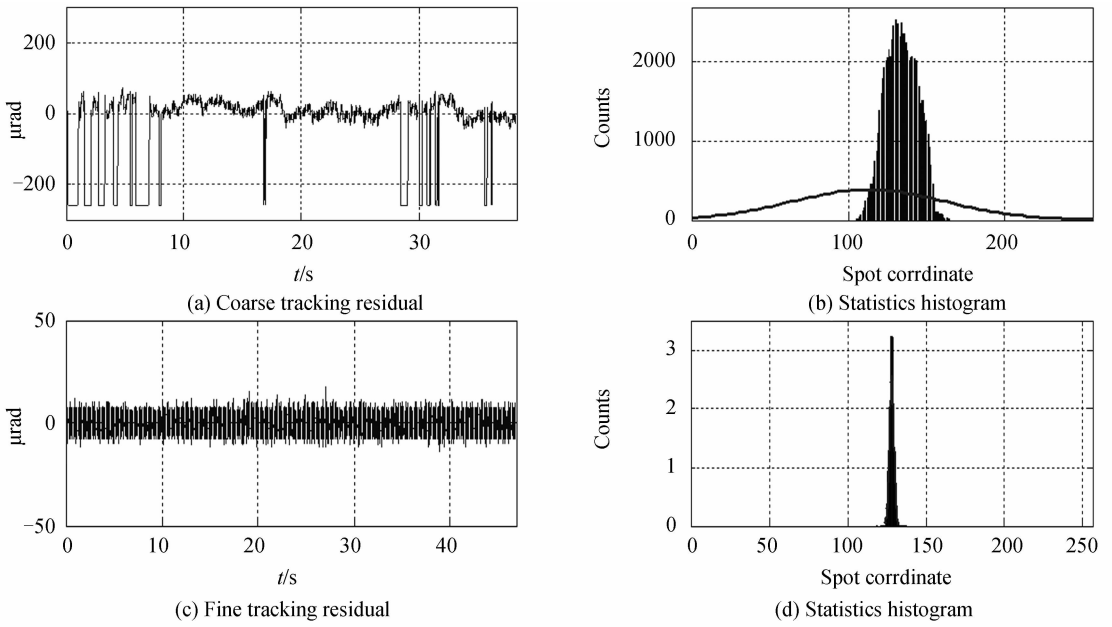 200
0
−200
μrad
0
10
20
30
t/s
(a) Coarse tracking residual
2000
1000
0
Counts
0
100
200
Spot corrdinate
(b) Statistics histogram
50
0
−50
μrad
0
10
20
30
40
t/s
(c) Fine tracking residual
3
2
1
0
Counts
0
50
100
150
200
250
Spot corrdinate
(d) Statistics histogram